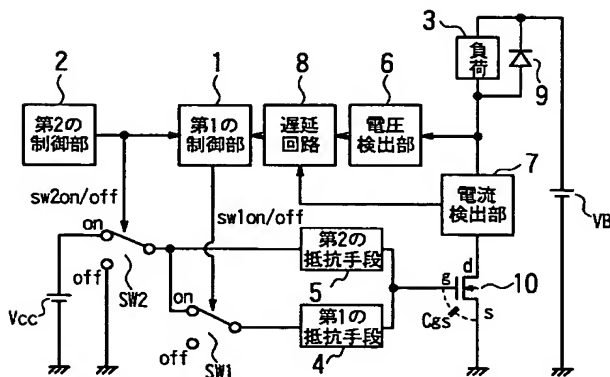 3
負荷
9
2
1
8
6
第2の
制御部
第1の
制御部
遅延
回路
電圧
検出部
7
電流
検出部
VB
sw2on/off
sw1on/off
on
off
SW2
Vcc
on
off
SW1
第2の
抵抗手段
5
第1の
抵抗手段
4
d
g
s
10
Cgs